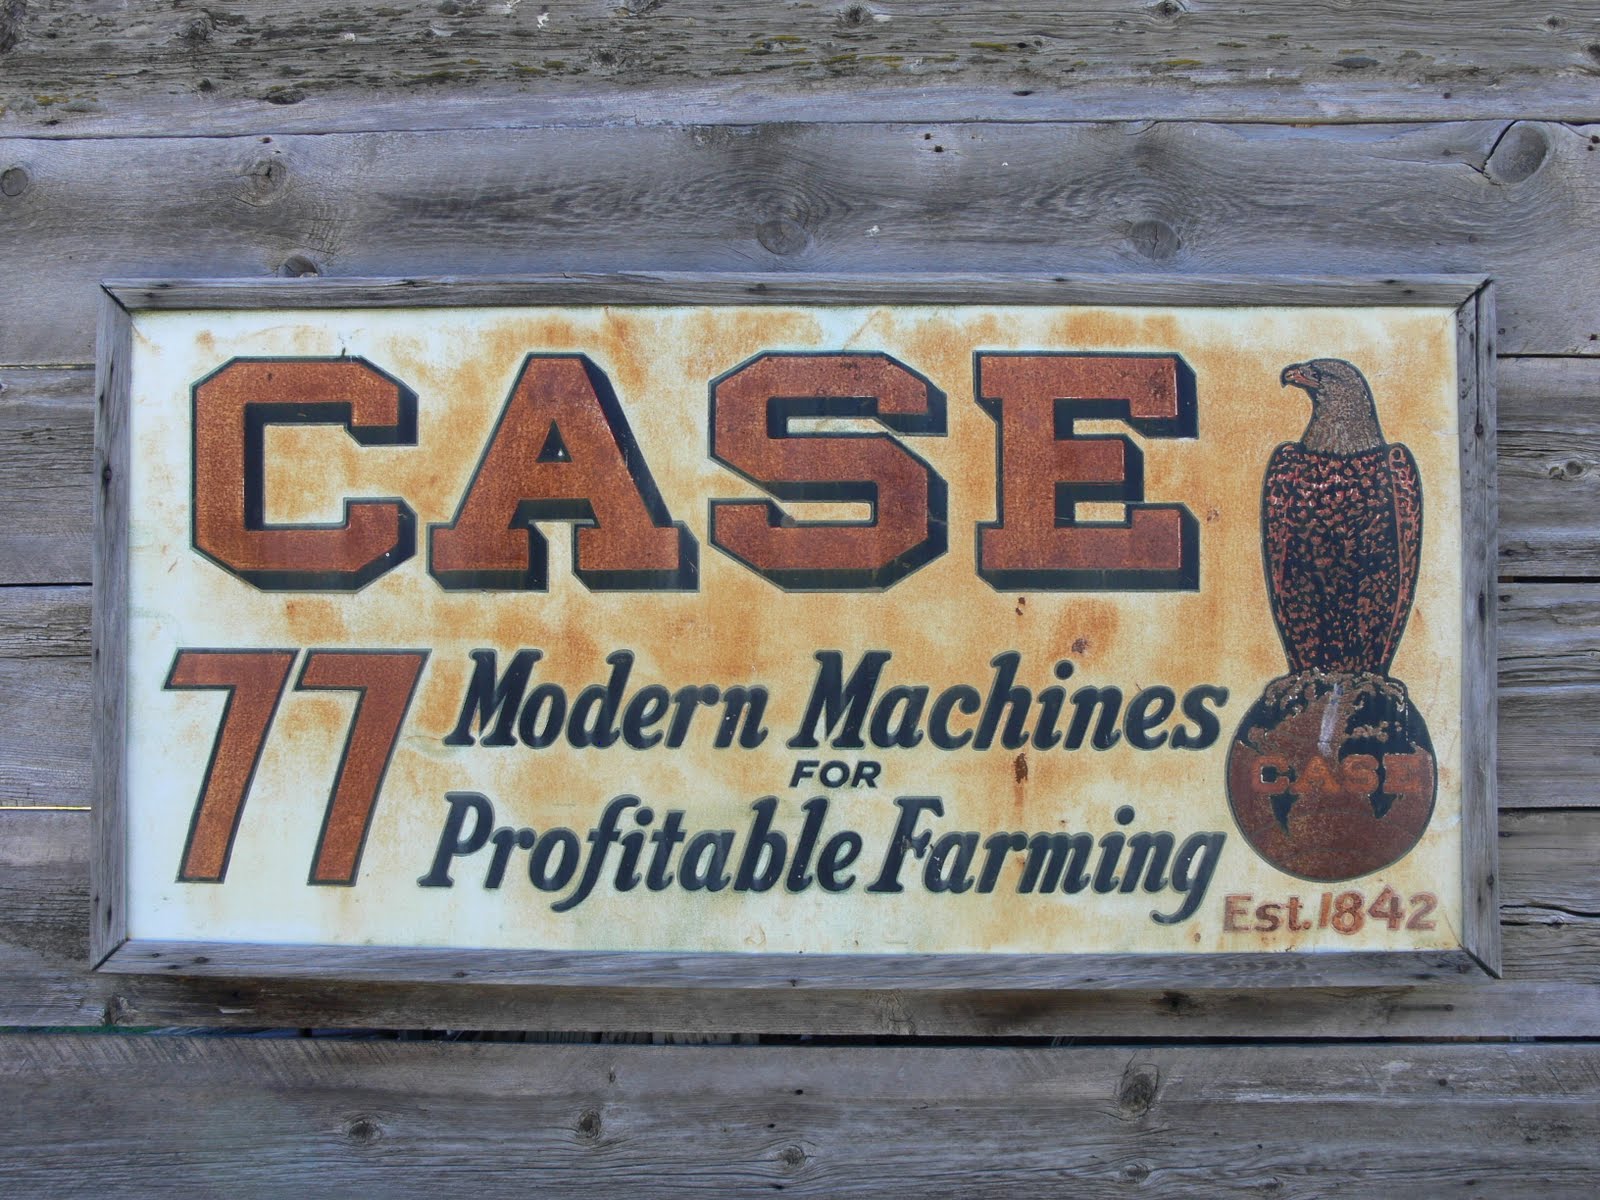 CASE
77 Modern Machines
FOR
Profitable Farming
CASE
Est. 1842